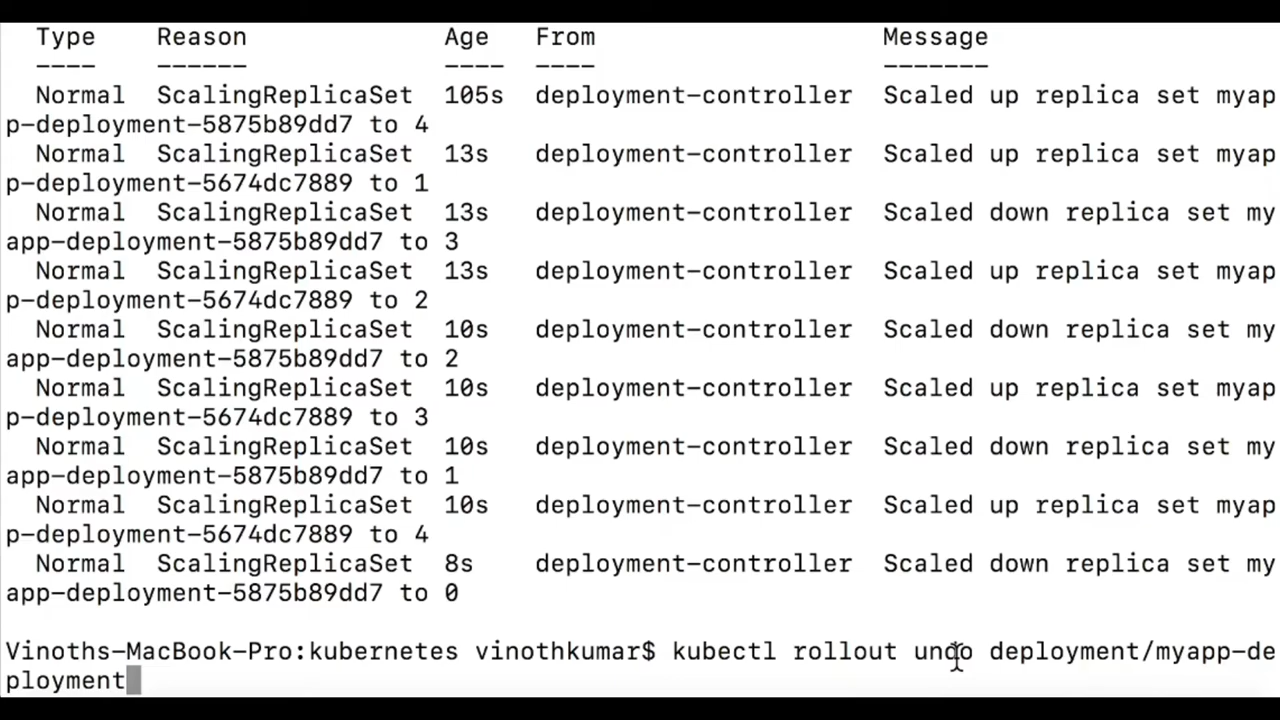 Type Reason Age From Message
---- ------ ---- ---- -------
Normal ScalingReplicaSet 105s deployment-controller Scaled up replica set myap
p-deployment-5875b89dd7 to 4
Normal ScalingReplicaSet 13s deployment-controller Scaled up replica set myap
p-deployment-5674dc7889 to 1
Normal ScalingReplicaSet 13s deployment-controller Scaled down replica set my
app-deployment-5875b89dd7 to 3
Normal ScalingReplicaSet 13s deployment-controller Scaled up replica set myap
p-deployment-5674dc7889 to 2
Normal ScalingReplicaSet 10s deployment-controller Scaled down replica set my
app-deployment-5875b89dd7 to 2
Normal ScalingReplicaSet 10s deployment-controller Scaled up replica set myap
p-deployment-5674dc7889 to 3
Normal ScalingReplicaSet 10s deployment-controller Scaled down replica set my
app-deployment-5875b89dd7 to 1
Normal ScalingReplicaSet 10s deployment-controller Scaled up replica set myap
p-deployment-5674dc7889 to 4
Normal ScalingReplicaSet 8s deployment-controller Scaled down replica set my
app-deployment-5875b89dd7 to 0
Vinoths-MacBook-Pro:kubernetes vinothkumar$ kubectl rollout undo deployment/myapp-de
ployment